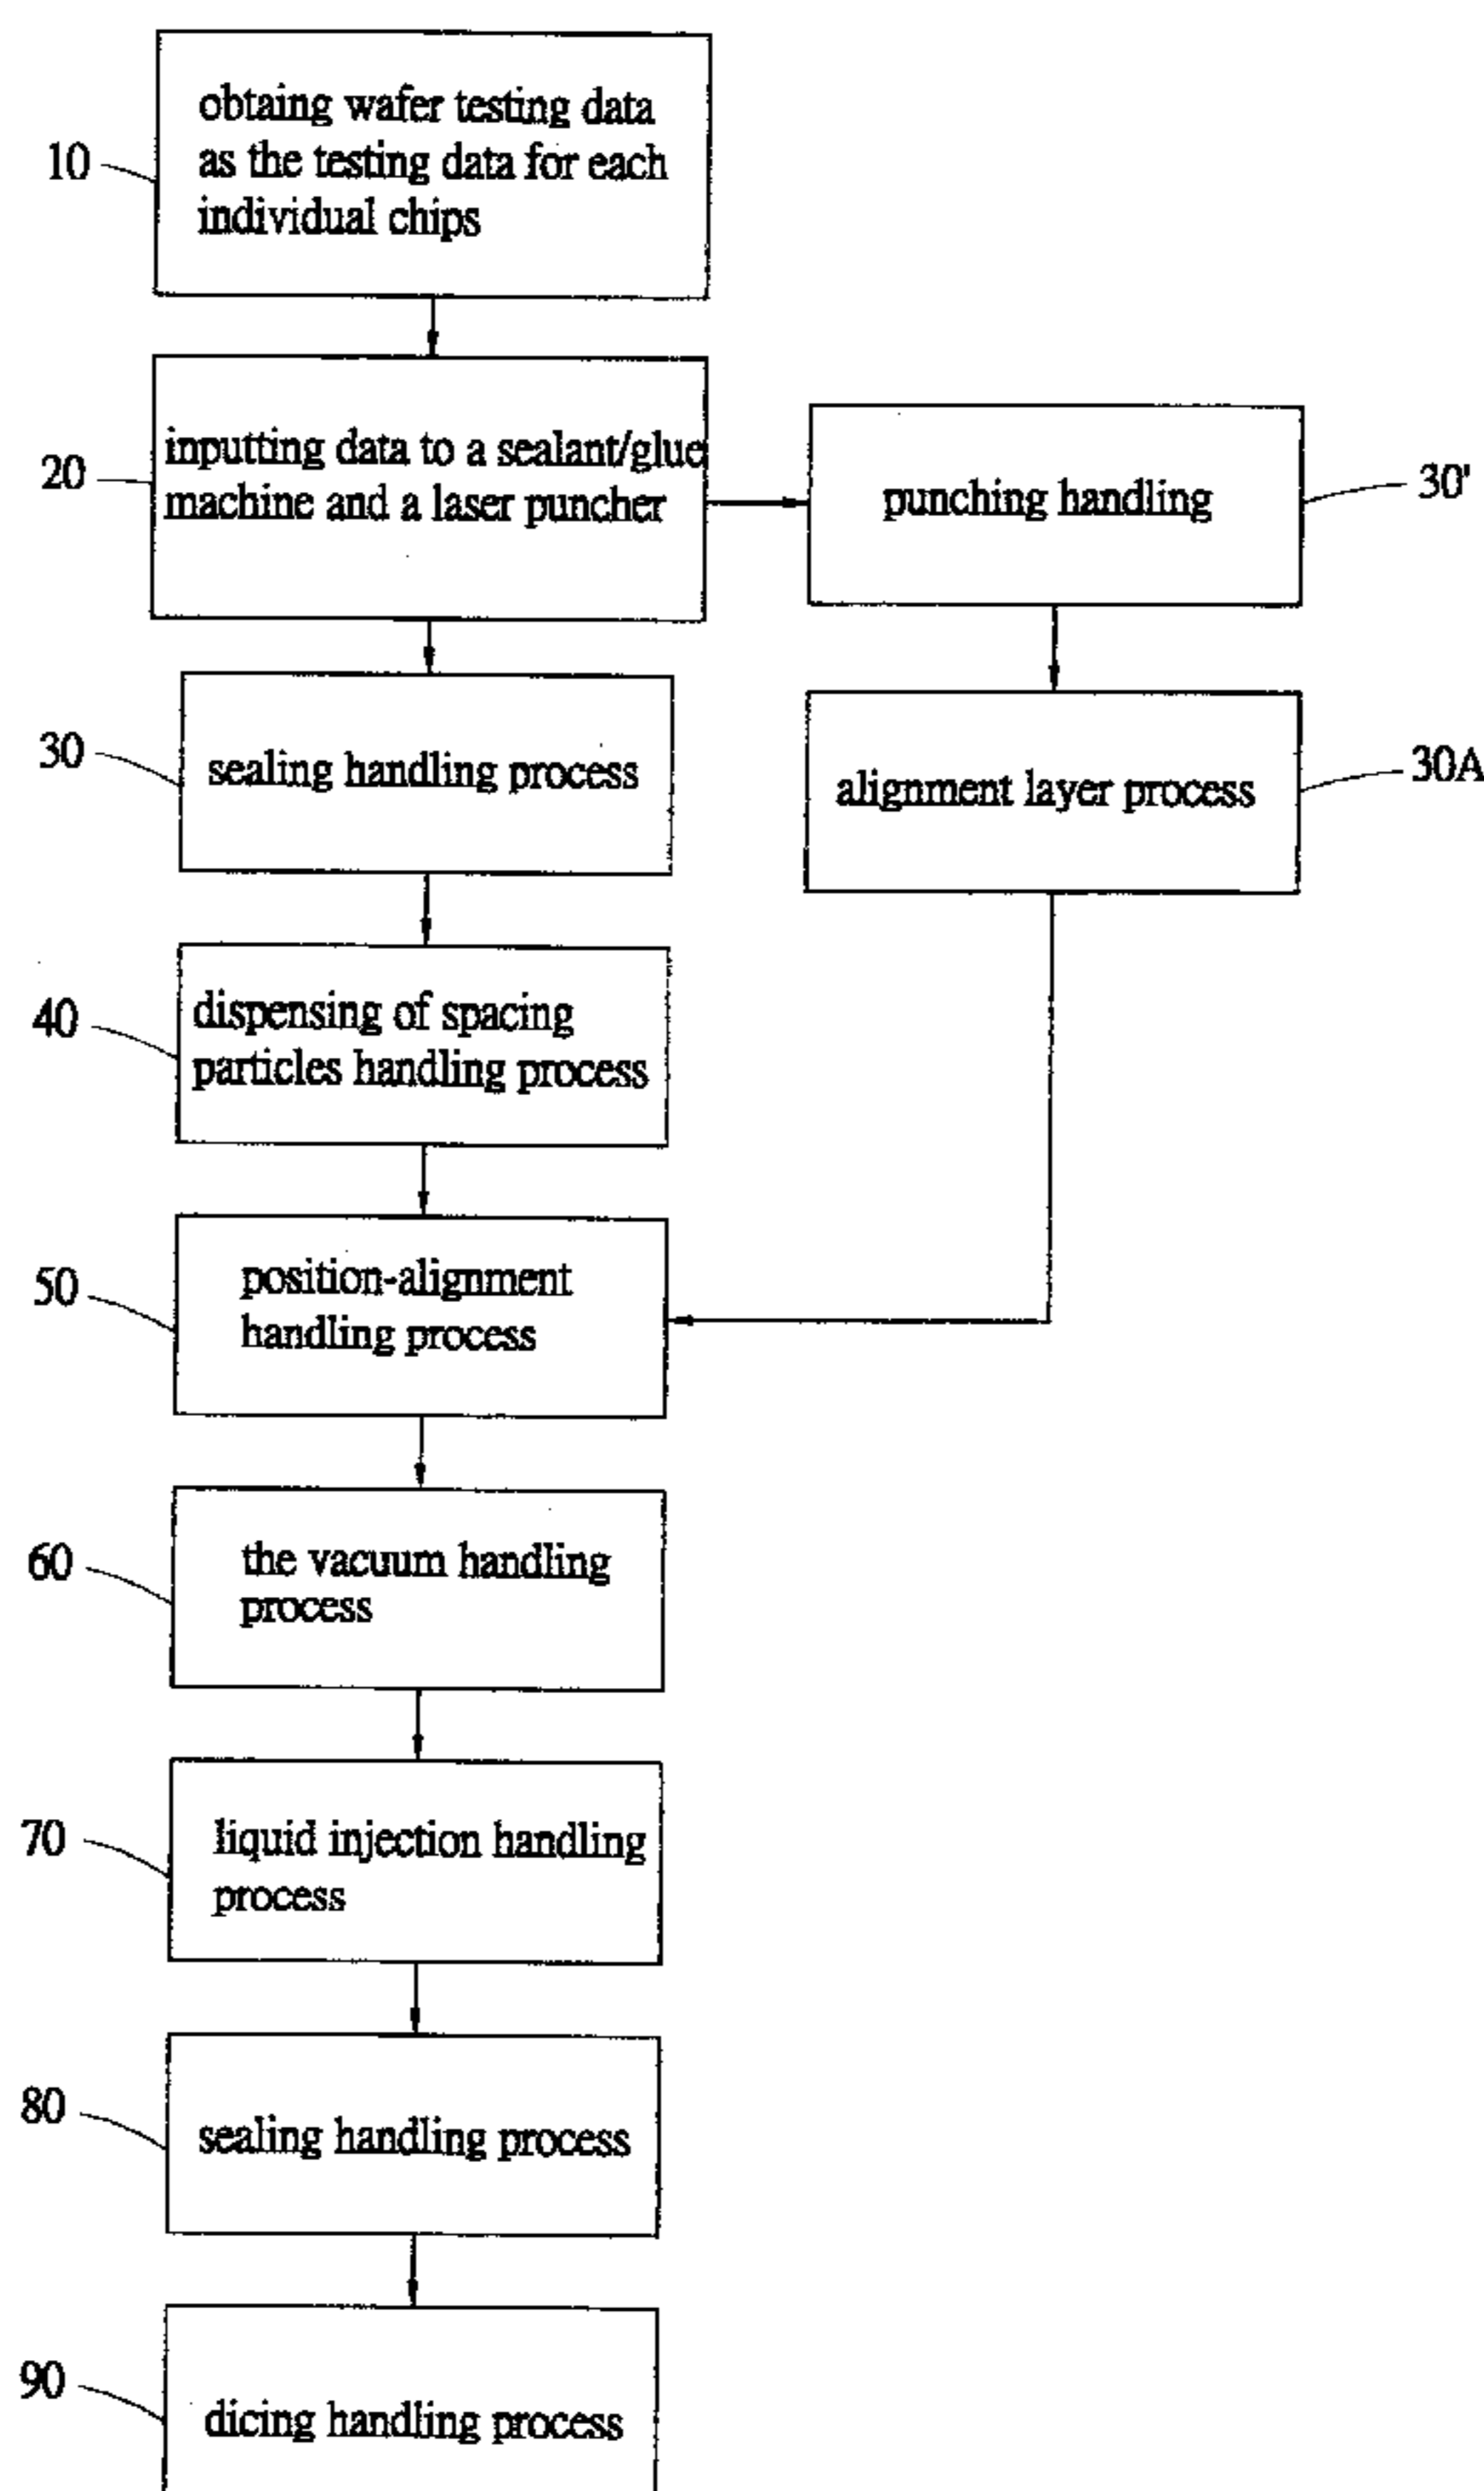 10
obtaing wafer testing data
as the testing data for each
individual chips
20
inputting data to a sealant/glue
machine and a laser puncher
punching handling
30'
30
sealing handling process
alignment layer process
30A
40
dispensing of spacing
particles handling process
50
position-alignment
handling process
60
the vacuum handling
process
70
liquid injection handling
process
80
sealing handling process
90
dicing handling process